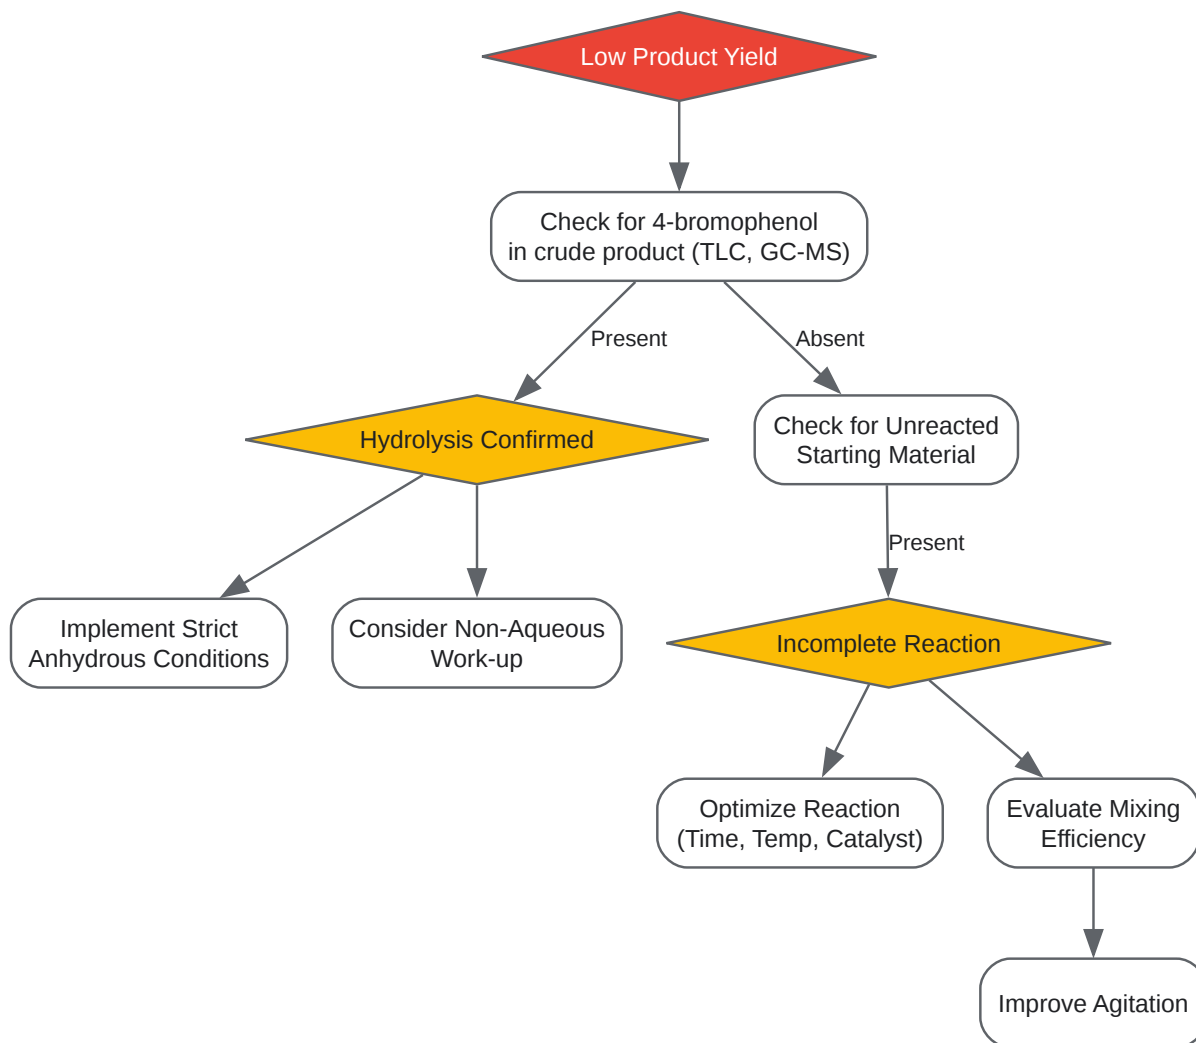 Low Product Yield
Check for 4-bromophenol
in crude product (TLC, GC-MS)
Present
Absent
Hydrolysis Confirmed
Check for Unreacted
Starting Material
Present
Implement Strict
Anhydrous Conditions
Consider Non-Aqueous
Work-up
Incomplete Reaction
Optimize Reaction
(Time, Temp, Catalyst)
Evaluate Mixing
Efficiency
Improve Agitation